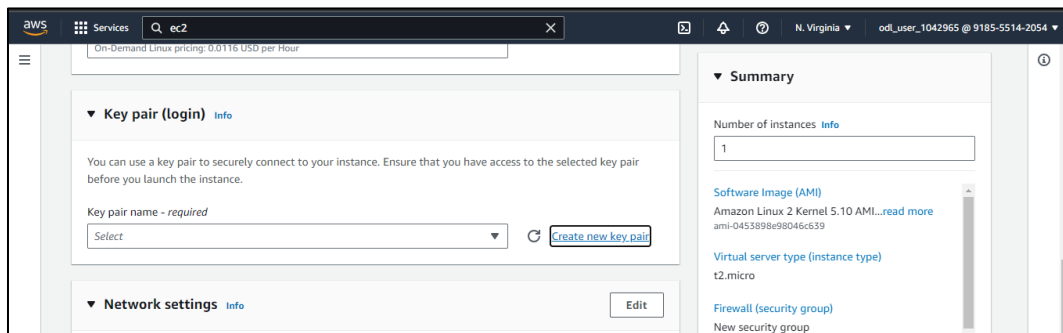 aws
Services
ec2
N. Virginia
odl_user_1042965 @ 9185-5514-2054
On-Demand Linux pricing: 0.0116 USD per Hour
Key pair (login) Info
You can use a key pair to securely connect to your instance. Ensure that you have access to the selected key pair
before you launch the instance.
Key pair name - required
Select
Create new key pair
Network settings Info
Edit
Summary
Number of instances Info
1
Software Image (AMI)
Amazon Linux 2 Kernel 5.10 AMI...read more
ami-0453898e98046c639
Virtual server type (instance type)
t2.micro
Firewall (security group)
New security group